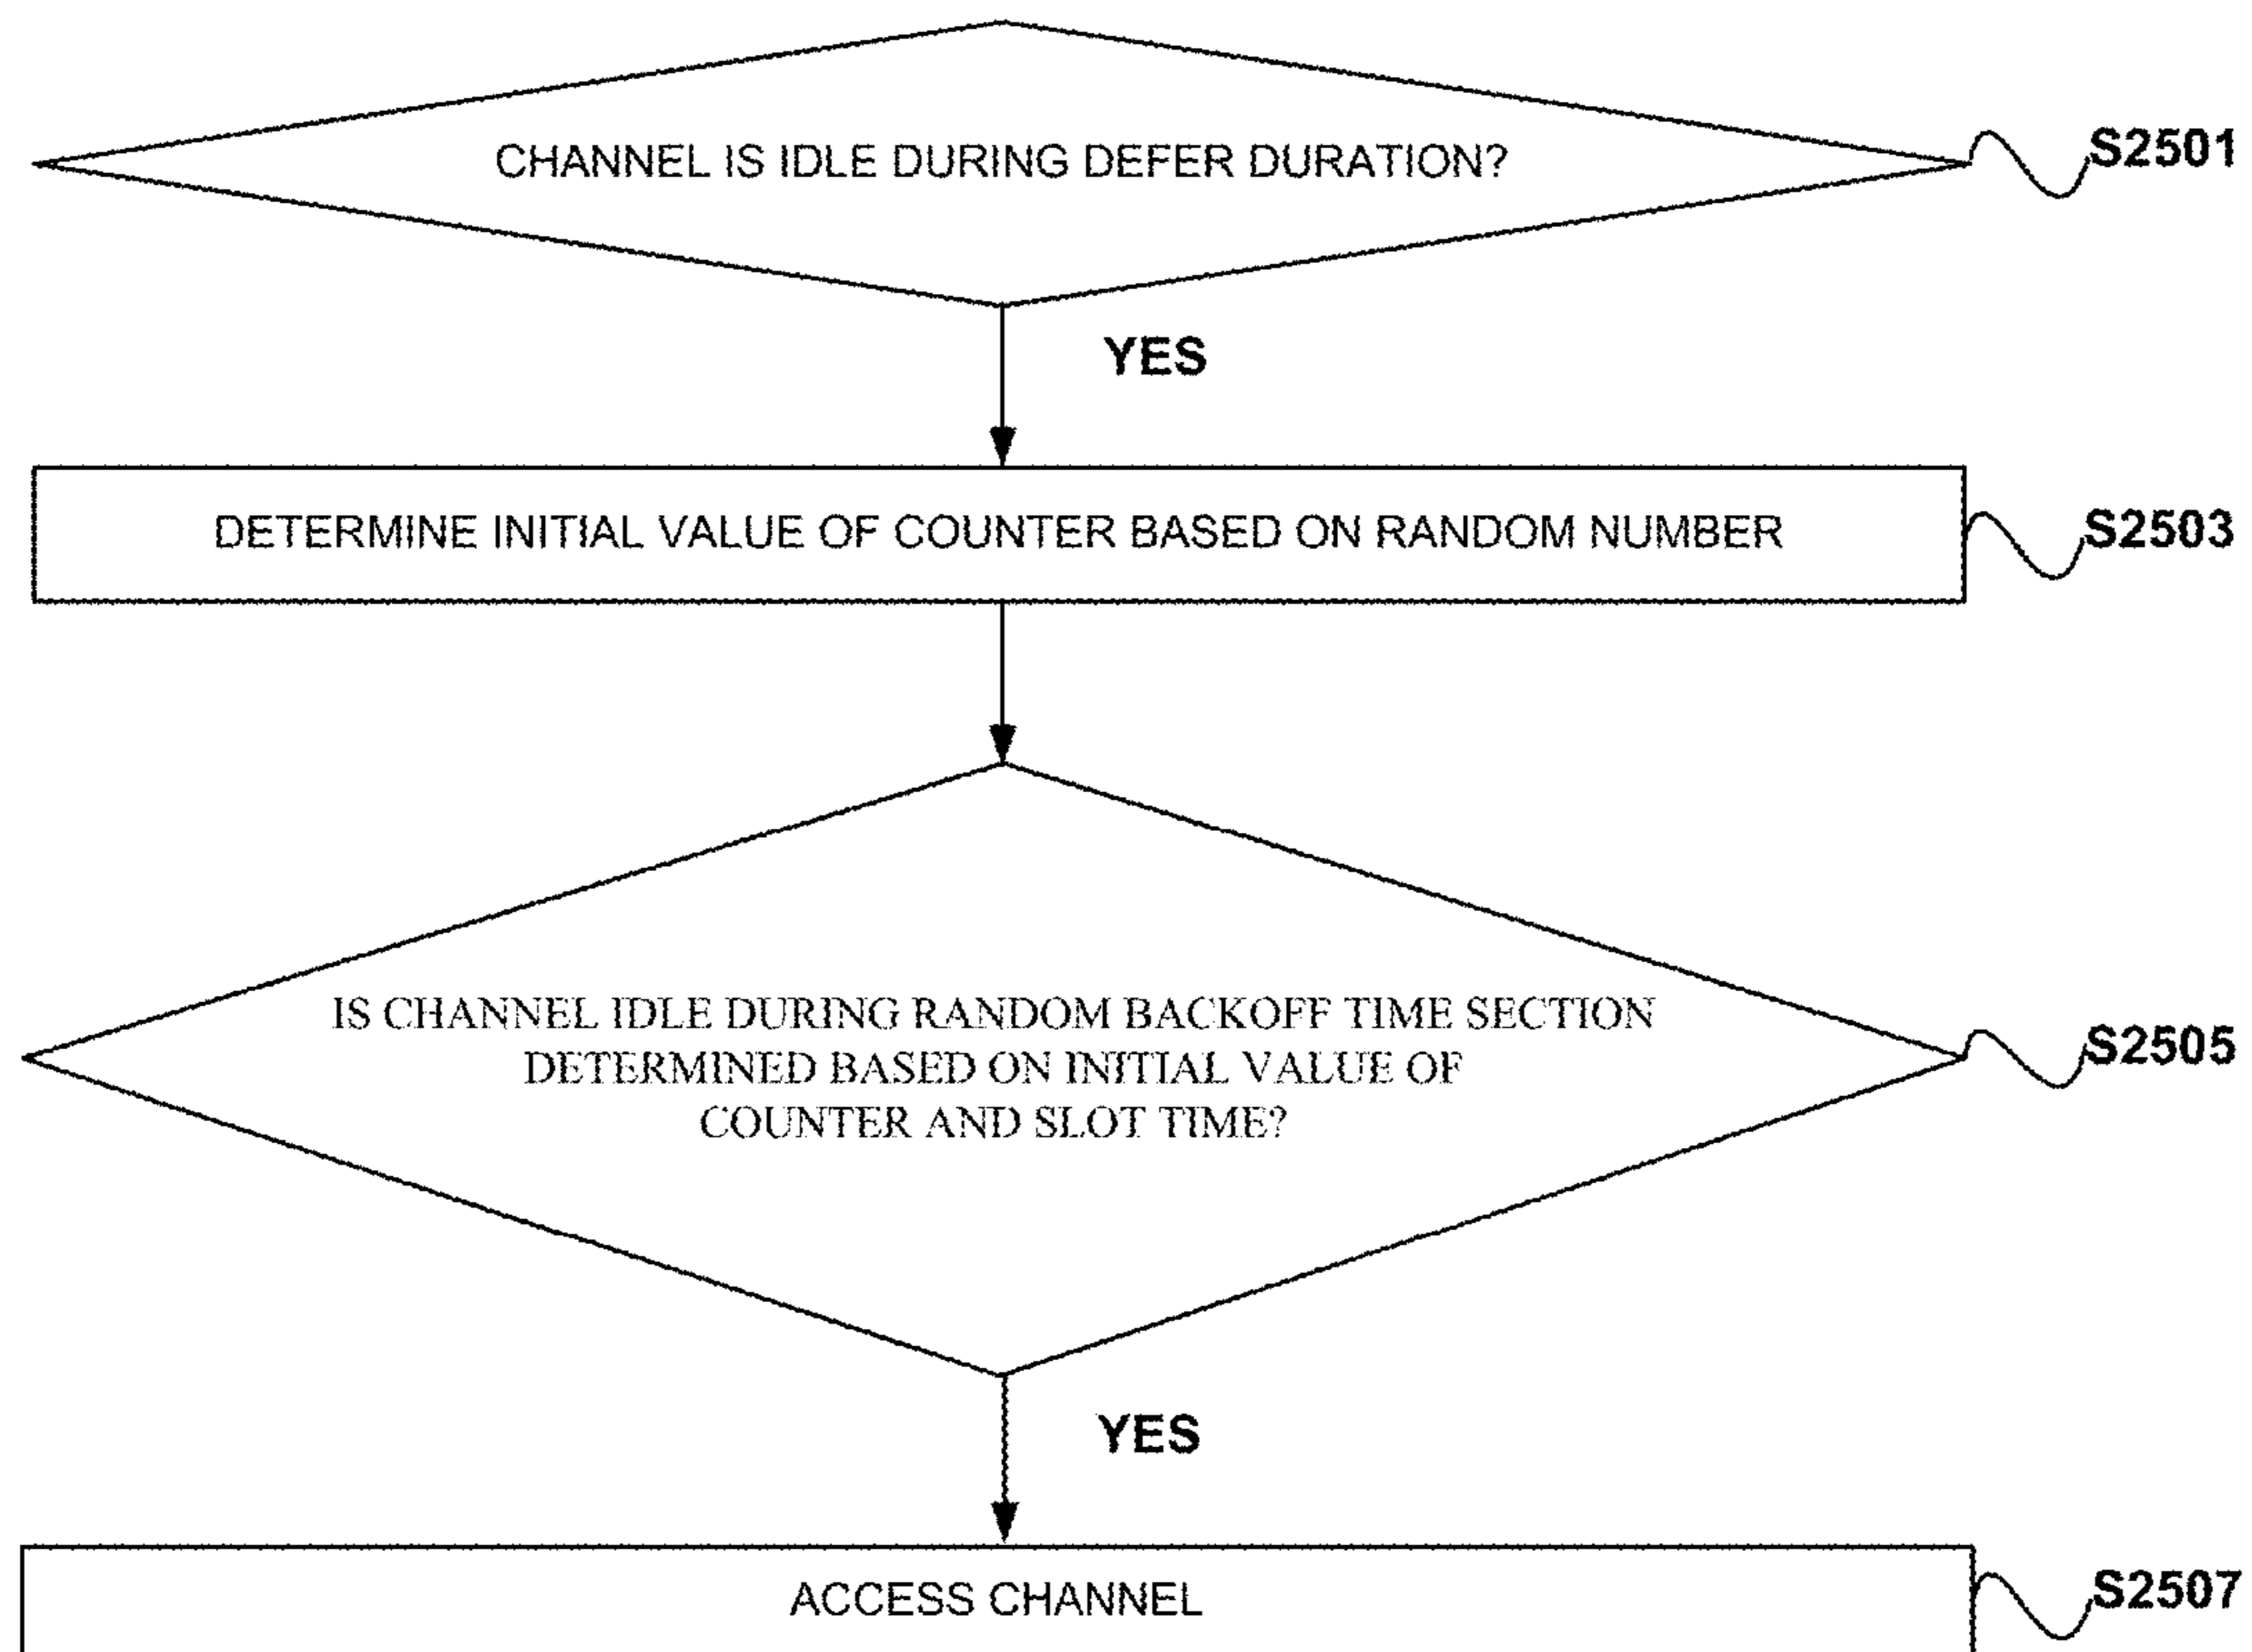 CHANNEL IS IDLE DURING DEFER DURATION?
S2501
YES
DETERMINE INITIAL VALUE OF COUNTER BASED ON RANDOM NUMBER
S2503
IS CHANNEL IDLE DURING RANDOM BACKOFF TIME SECTION
DETERMINED BASED ON INITIAL VALUE OF
COUNTER AND SLOT TIME?
S2505
YES
ACCESS CHANNEL
S2507